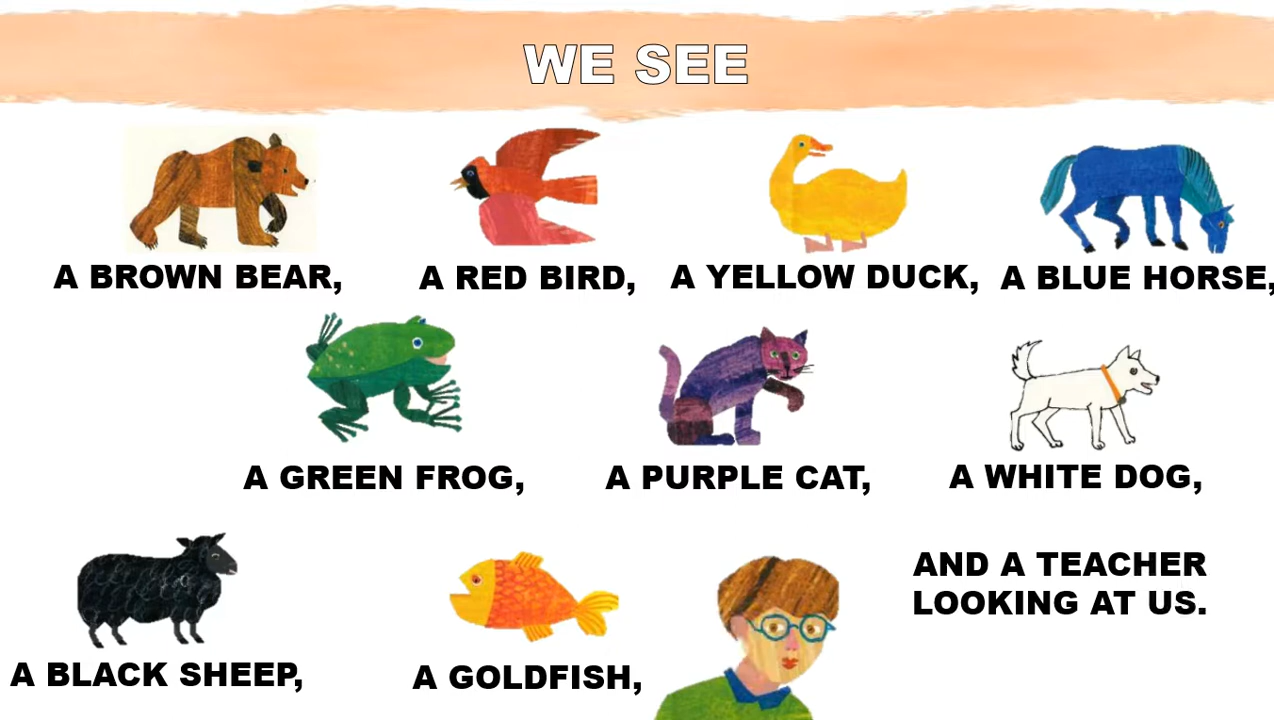 WE SEE
A BROWN BEAR,
A RED BIRD,
A YELLOW DUCK,
A BLUE HORSE,
A GREEN FROG,
A PURPLE CAT,
A WHITE DOG,
A BLACK SHEEP,
A GOLDFISH,
AND A TEACHER
LOOKING AT US.